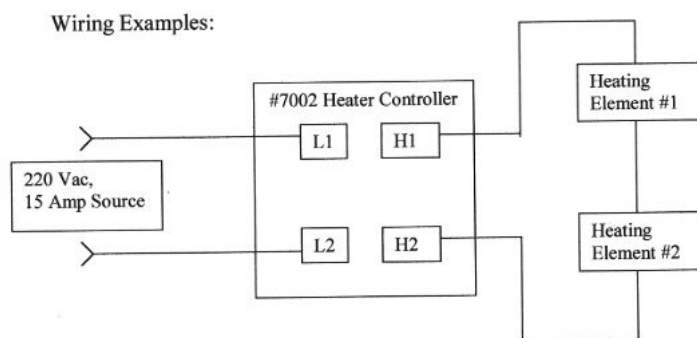 Wiring Examples:
#7002 Heater Controller
L1
H1
Heating
Element #1
220 Vac,
15 Amp Source
L2
H2
Heating
Element #2